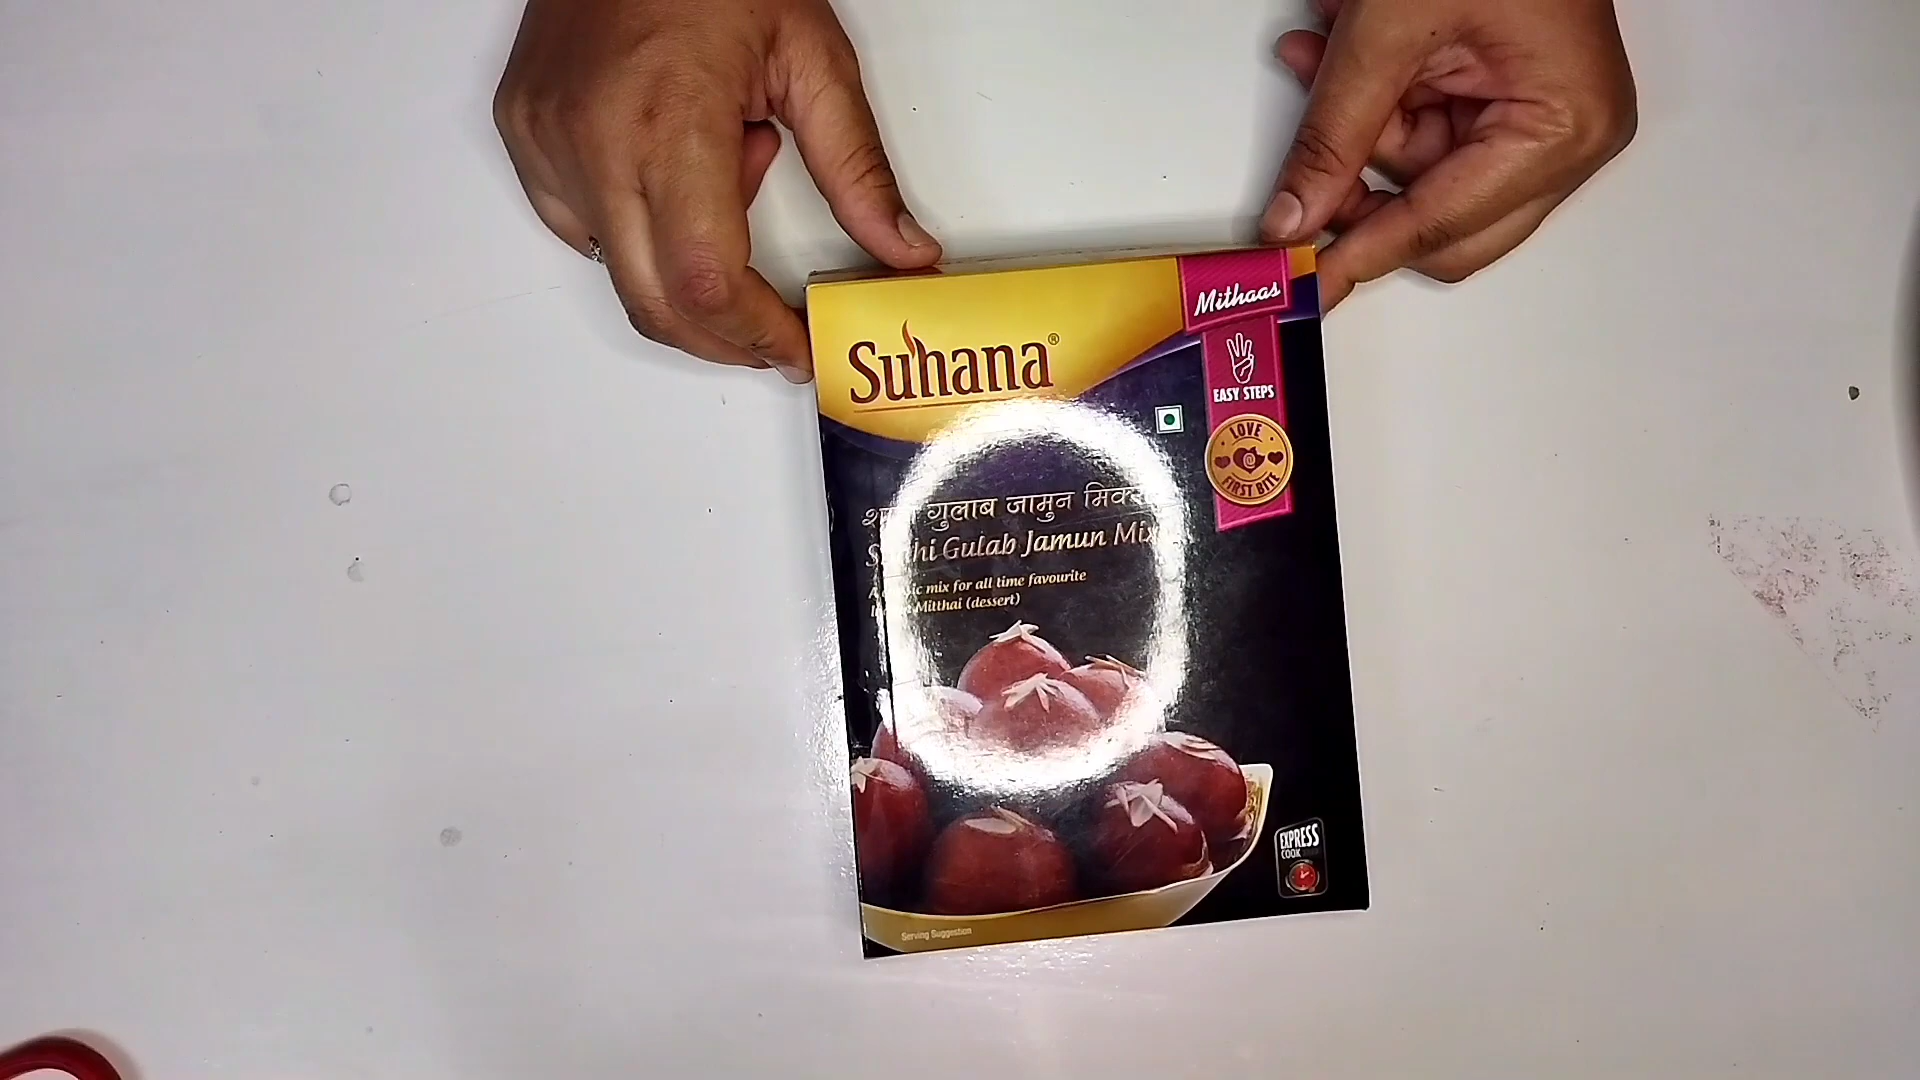 Mithaas
Suhana®
EASY STEPS
LOVE
@
FIRST BITE
गुलाब जामुन मिक्स
Gulab Jamun Mix
mix for all time favourite
Mitthai (dessert)
EXPRESS
COOK
Serving Suggestion